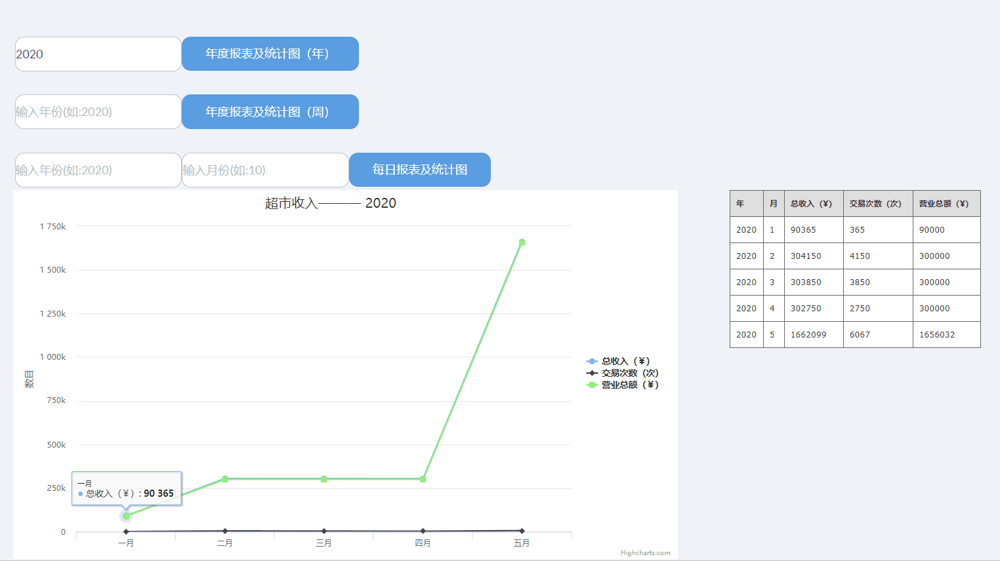 2020
年度报表及统计图（年）
输入年份(如:2020)
年度报表及统计图（周）
输入年份(如:2020)
输入月份(如:10)
每日报表及统计图
超市收入——— 2020
1 750k
1 500k
1 250k
1 000k
750k
500k
250k
0
数目
一月
总收入（¥）: 90 365
一月
二月
三月
四月
五月
总收入（¥）
交易次数（次）
营业总额（¥）
Highcharts.com
年 月 总收入（¥） 交易次数（次） 营业总额（¥）
2020 1 90365 365 90000
2020 2 304150 4150 300000
2020 3 303850 3850 300000
2020 4 302750 2750 300000
2020 5 1662099 6067 1656032